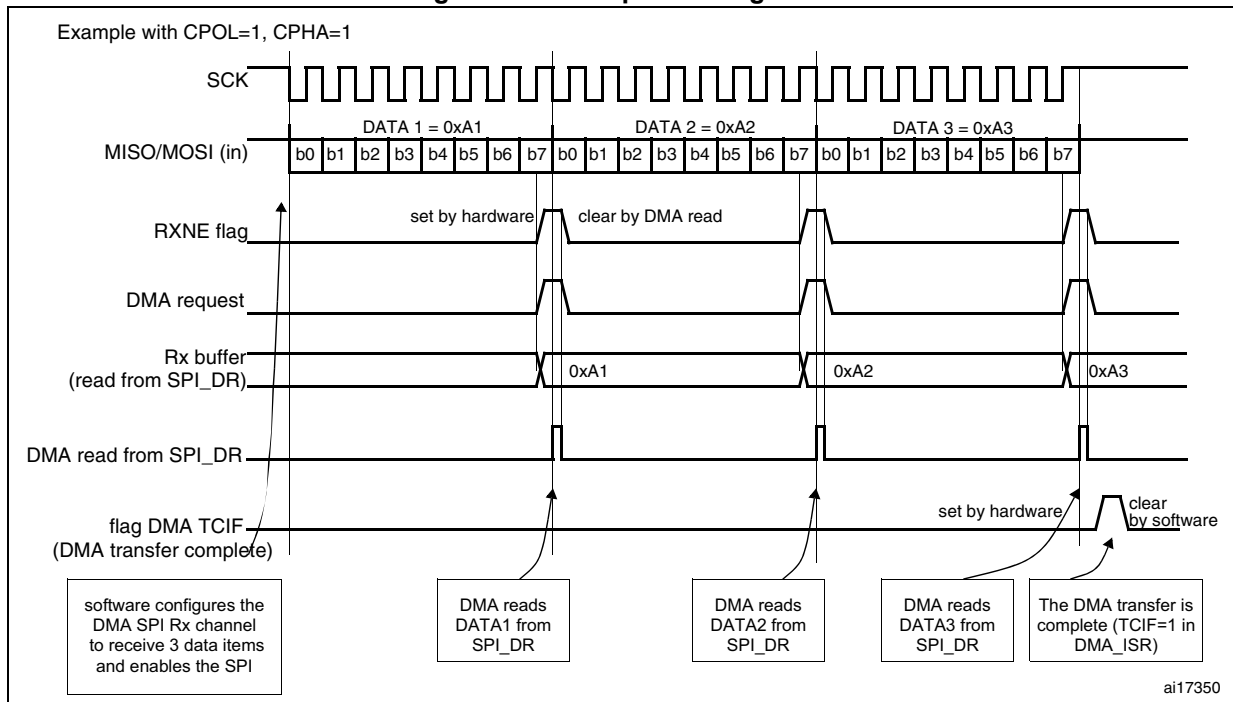 Example with CPOL=1, CPHA=1
SCK
DATA 1 = 0xA1 DATA 2 = 0xA2 DATA 3 = 0xA3
MISO/MOSI (in) b0 b1 b2 b3 b4 b5 b6 b7 b0 b1 b2 b3 b4 b5 b6 b7 b0 b1 b2 b3 b4 b5 b6 b7
set by hardware clear by DMA read
RXNE flag
DMA request
Rx buffer
(read from SPI_DR) 0xA1 0xA2 0xA3
DMA read from SPI_DR
flag DMA TCIF
(DMA transfer complete)
set by hardware
clear
by software
software configures the
DMA SPI Rx channel
to receive 3 data items
and enables the SPI
DMA reads
DATA1 from
SPI_DR
DMA reads
DATA2 from
SPI_DR
DMA reads
DATA3 from
SPI_DR
The DMA transfer is
complete (TCIF=1 in
DMA_ISR)
ai17350